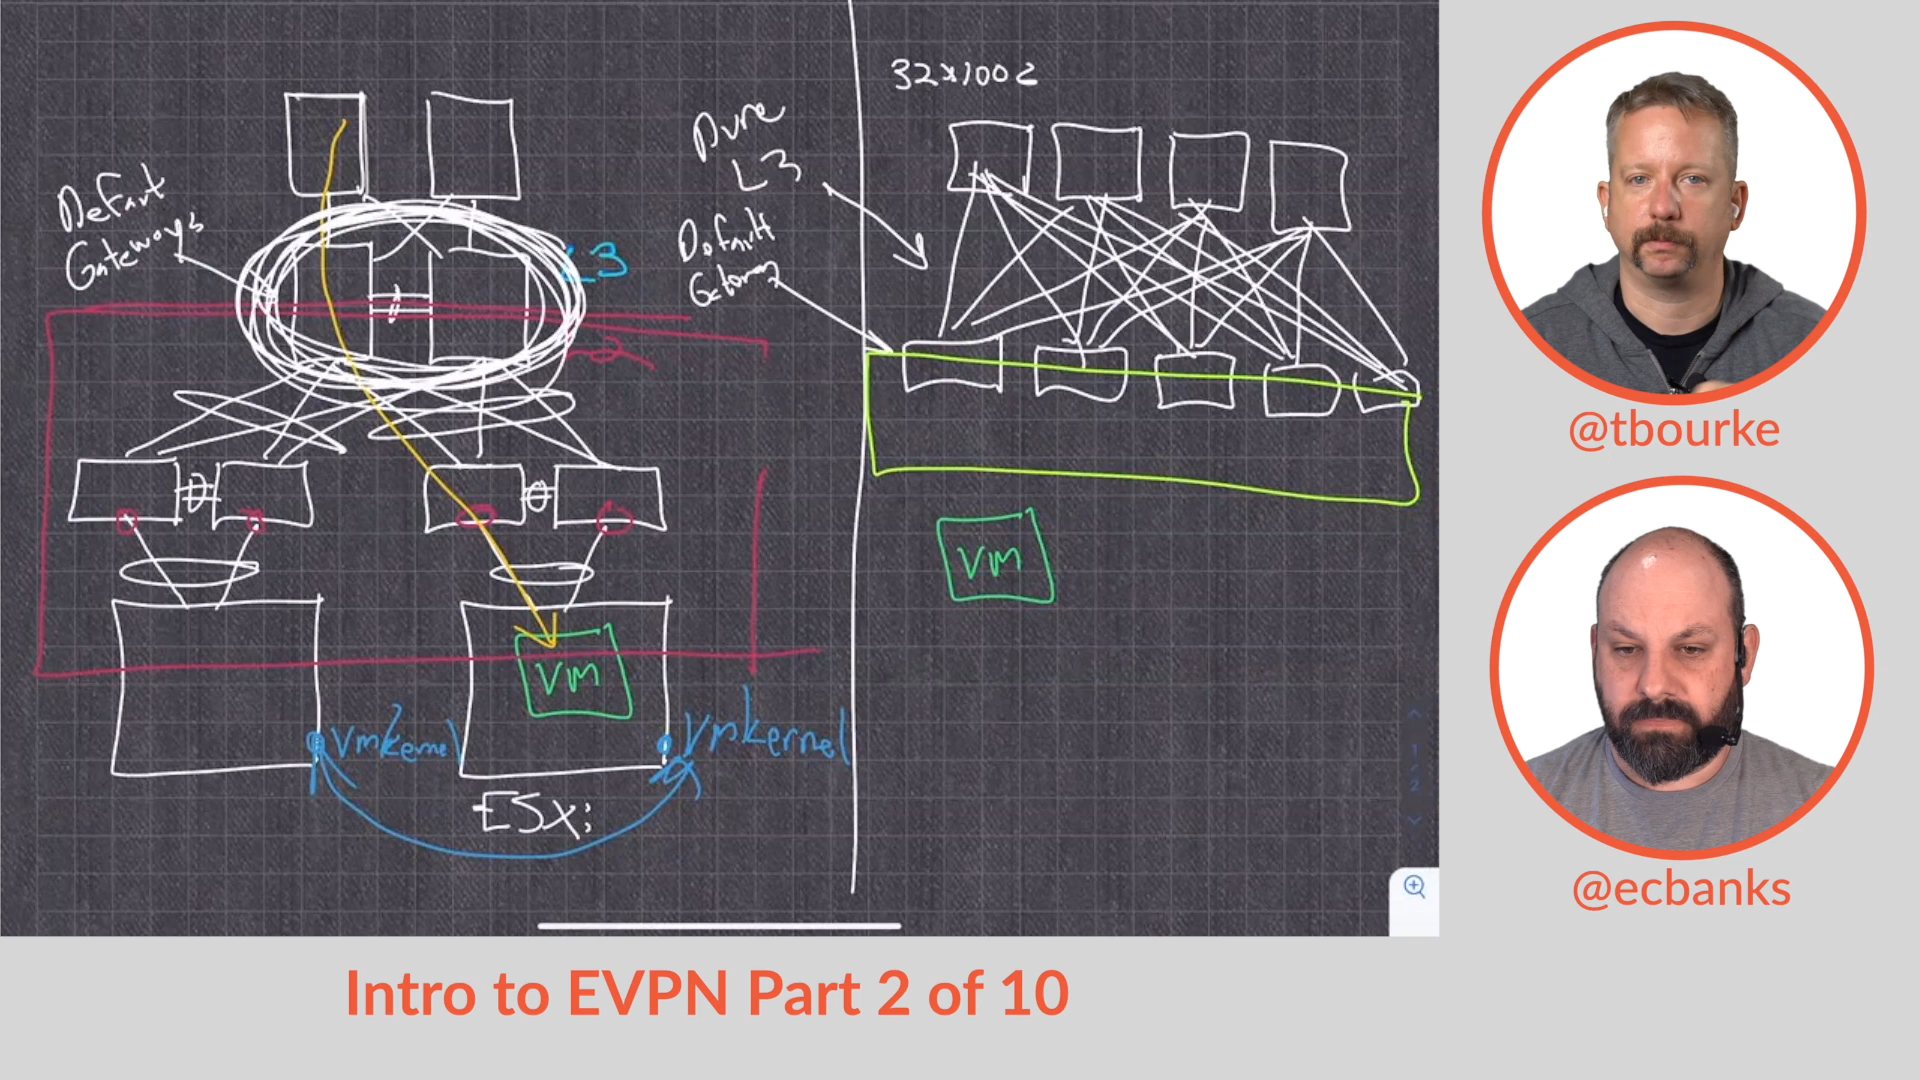 Default
Gateways
L3
2
VM
Vmkernel
Vmkernel
ESXi
Pure
L3
Default
Gateway
32x100G
VM
@tbourke
@ecbanks
Intro to EVPN Part 2 of 10